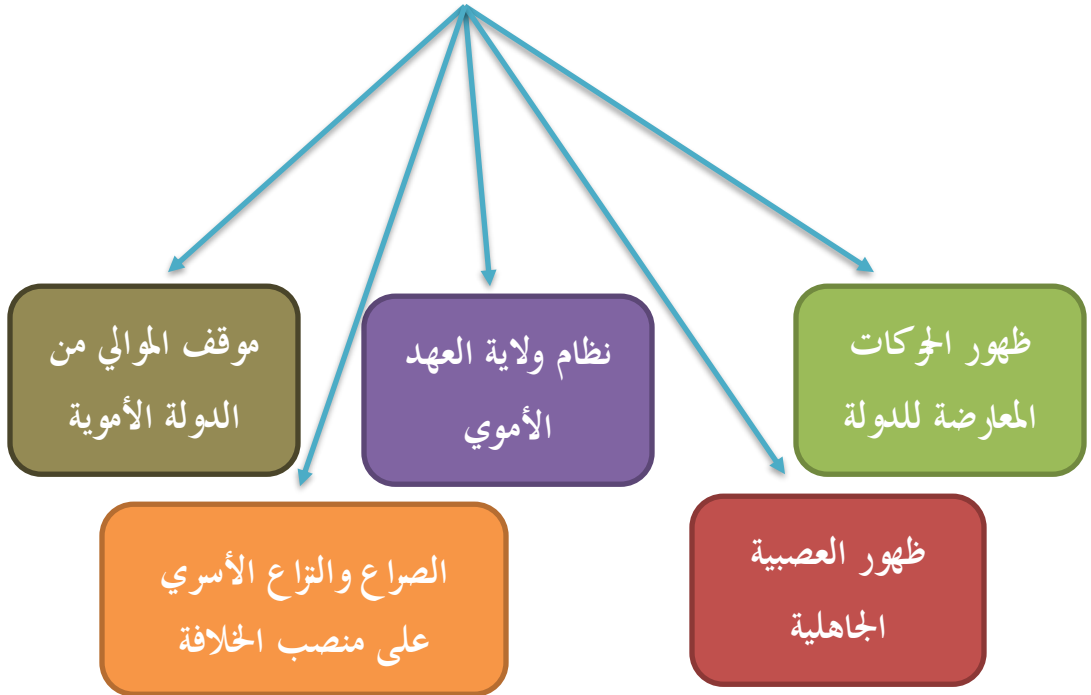 ظهور الحركات
المعارضة للدولة
نظام ولاية العهد
الأموي
موقف الموالي من
الدولة الأموية
ظهور العصبية
الجاهلية
الصراع والنزاع الأسري
على منصب الخلافة